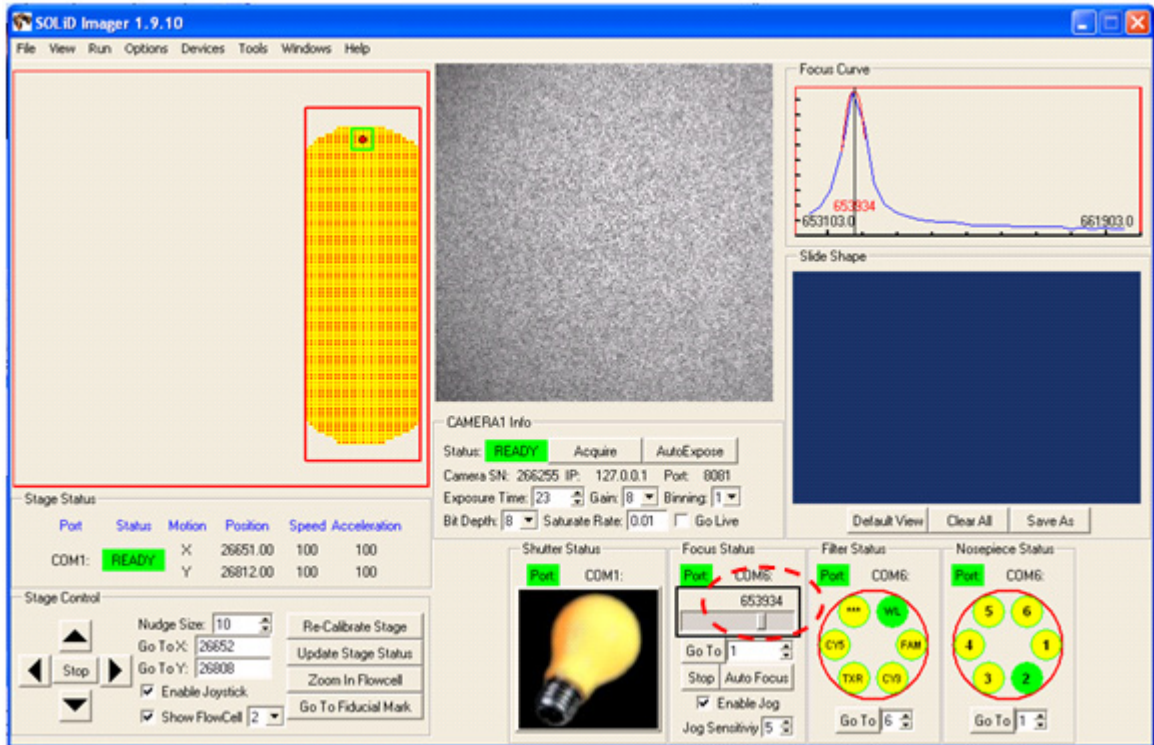 SOLiD Imager 1.9.10
File View Run Options Devices Tools Windows Help
Focus Curve
653934
653103.0
661903.0
Slide Shape
Default View Clear All Save As
CAMERA1 Info
Status: READY Acquire AutoExpose
Camera SN: 266255 IP: 127.0.0.1 Port: 8081
Exposure Time: 23 Gain: 8 Binning: 1
Bit Depth: 8 Saturate Rate: 0.01 Go Live
Stage Status
Port Status Motion Position Speed Acceleration
COM1: READY X 26651.00 100 100
Y 26812.00 100 100
Stage Control
Stop
Nudge Size: 10
Go To X: 26652
Go To Y: 26808
Enable Joystick
Show FlowCell 2
Re-Calibrate Stage
Update Stage Status
Zoom In Flowcell
Go To Fiducial Mark
Shutter Status
Port: COM1:
Focus Status
Port: COM6:
653934
Go To 1
Stop Auto Focus
Enable Jog
Jog Sensitiviy 5
Filter Status
Port: COM6:
*** WL
CY5 FAM
TXR CY3
Go To 6
Nosepiece Status
Port: COM6:
5 6
4 1
3 2
Go To 1